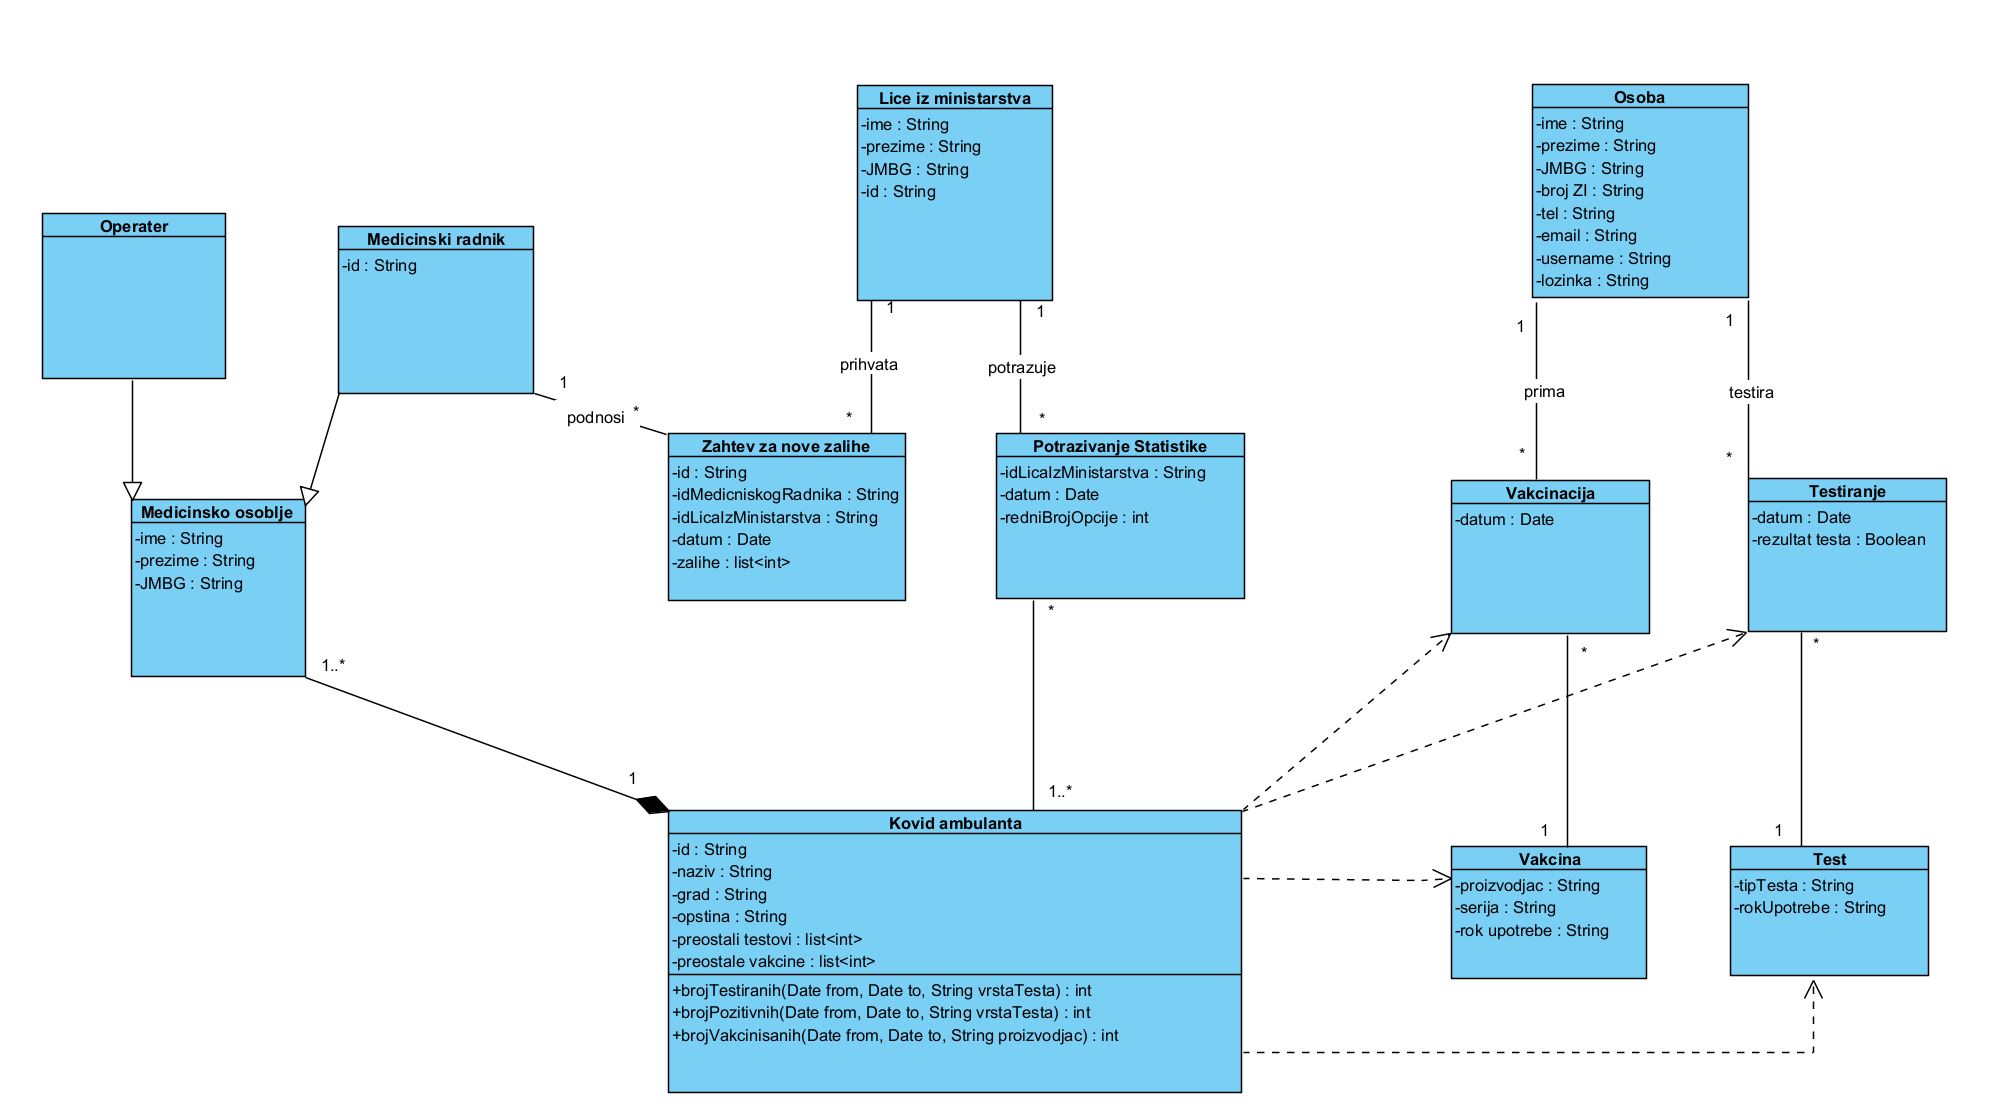 Lice iz ministarstva
-ime : String
-prezime : String
-JMBG : String
-id : String
Osoba
-ime : String
-prezime : String
-JMBG : String
-broj ZI : String
-tel : String
-email : String
-username : String
-lozinka : String
Operater
Medicinski radnik
-id : String
1
1
1
1
prihvata
potrazuje
prima
testira
1
podnosi
*
*
*
*
*
Medicinsko osoblje
-ime : String
-prezime : String
-JMBG : String
Zahtev za nove zalihe
-id : String
-idMedicniskogRadnika : String
-idLicaIzMinistarstva : String
-datum : Date
-zalihe : list<int>
Potrazivanje Statistike
-idLicaIzMinistarstva : String
-datum : Date
-redniBrojOpcije : int
Vakcinacija
-datum : Date
Testiranje
-datum : Date
-rezultat testa : Boolean
1..*
*
*
*
1
1..*
1
1
Kovid ambulanta
-id : String
-naziv : String
-grad : String
-opstina : String
-preostali testovi : list<int>
-preostale vakcine : list<int>
+brojTestiranih(Date from, Date to, String vrstaTesta) : int
+brojPozitivnih(Date from, Date to, String vrstaTesta) : int
+brojVakcinisanih(Date from, Date to, String proizvodjac) : int
Vakcina
-proizvodjac : String
-serija : String
-rok upotrebe : String
Test
-tipTesta : String
-rokUpotrebe : String